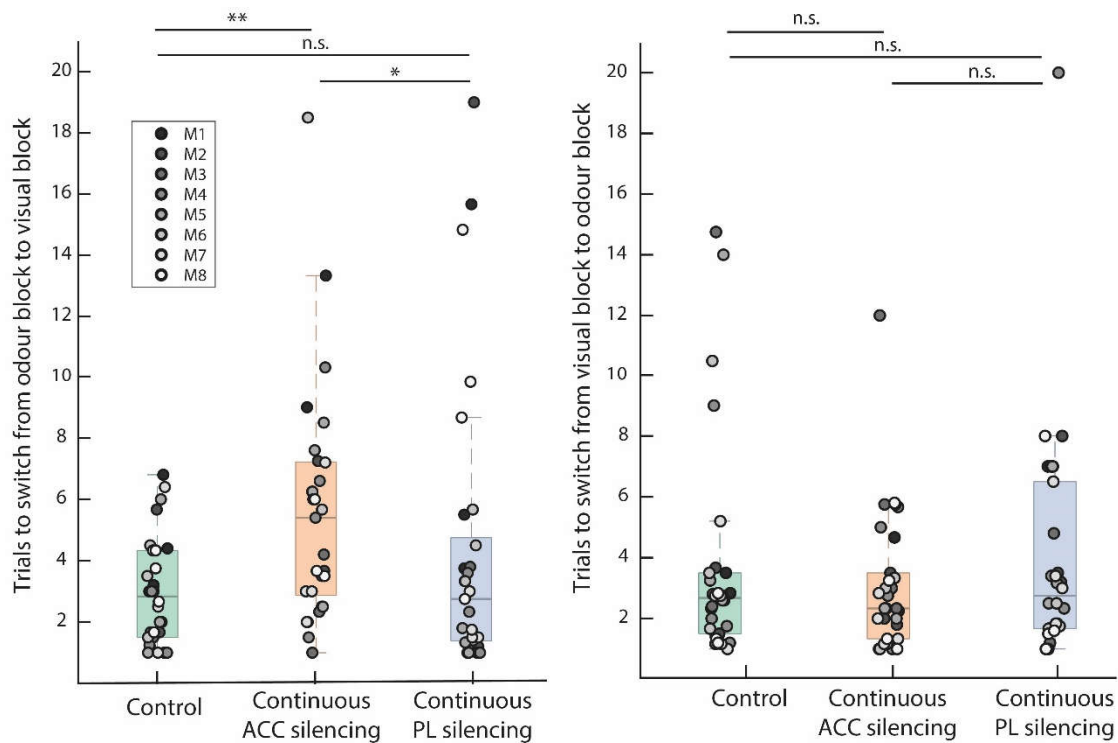 **
n.s.
*
Trials to switch from odour block to visual block
20
18
16
14
12
10
8
6
4
2
M1
M2
M3
M4
M5
M6
M7
M8
Control
Continuous
ACC silencing
Continuous
PL silencing
n.s.
n.s.
n.s.
Trials to switch from visual block to odour block
20
18
16
14
12
10
8
6
4
2
Control
Continuous
ACC silencing
Continuous
PL silencing